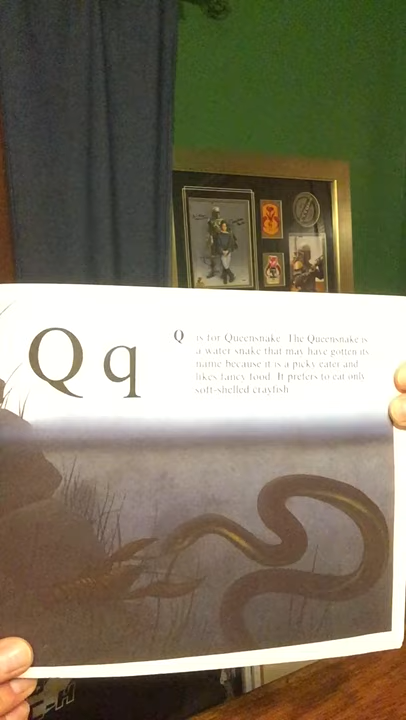 Q q
Q is for Queensnake. The Queensnake is
a water snake that may have gotten its
name because it is a picky eater and
likes fancy food. It prefers to eat only
soft-shelled crayfish.